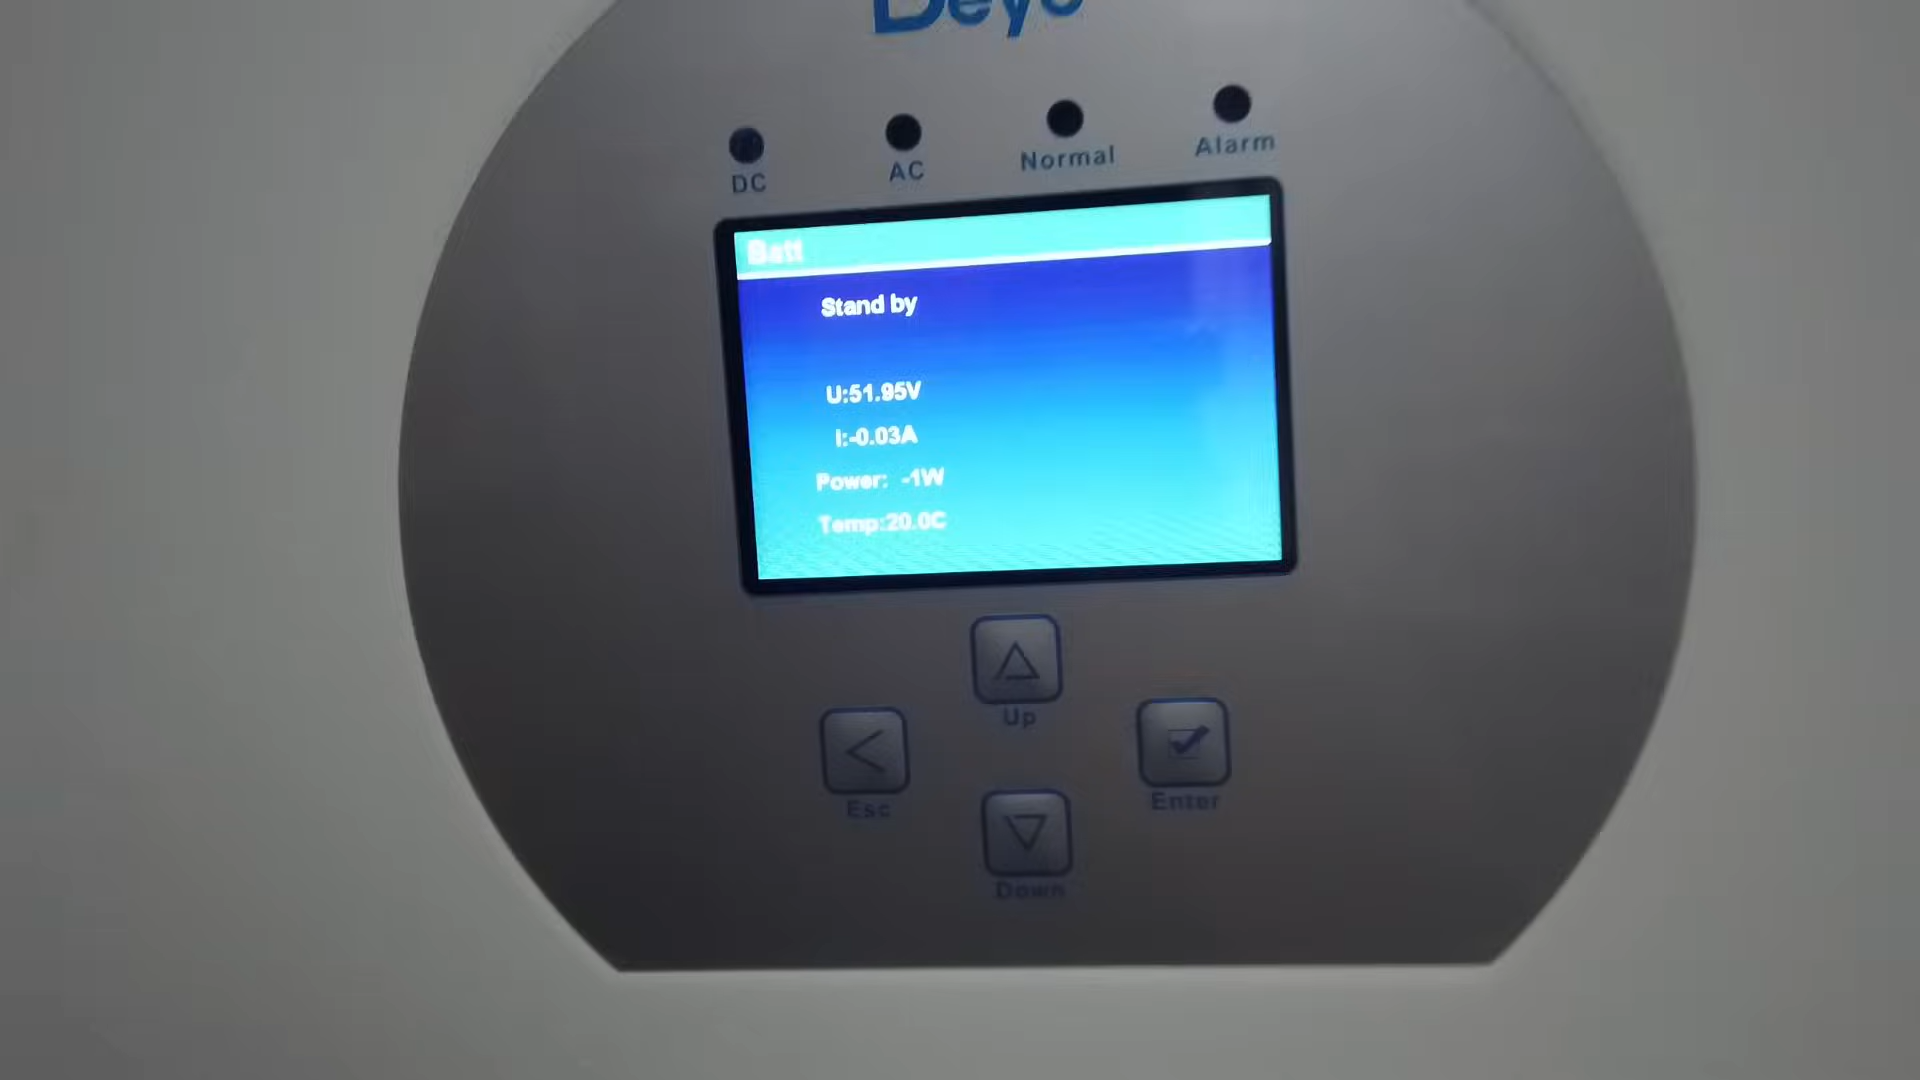 Deye
DC
AC
Normal
Alarm
Batt
Stand by
U:51.95V
I:-0.03A
Power: -1W
Temp:20.0C
Up
Esc
Enter
Down